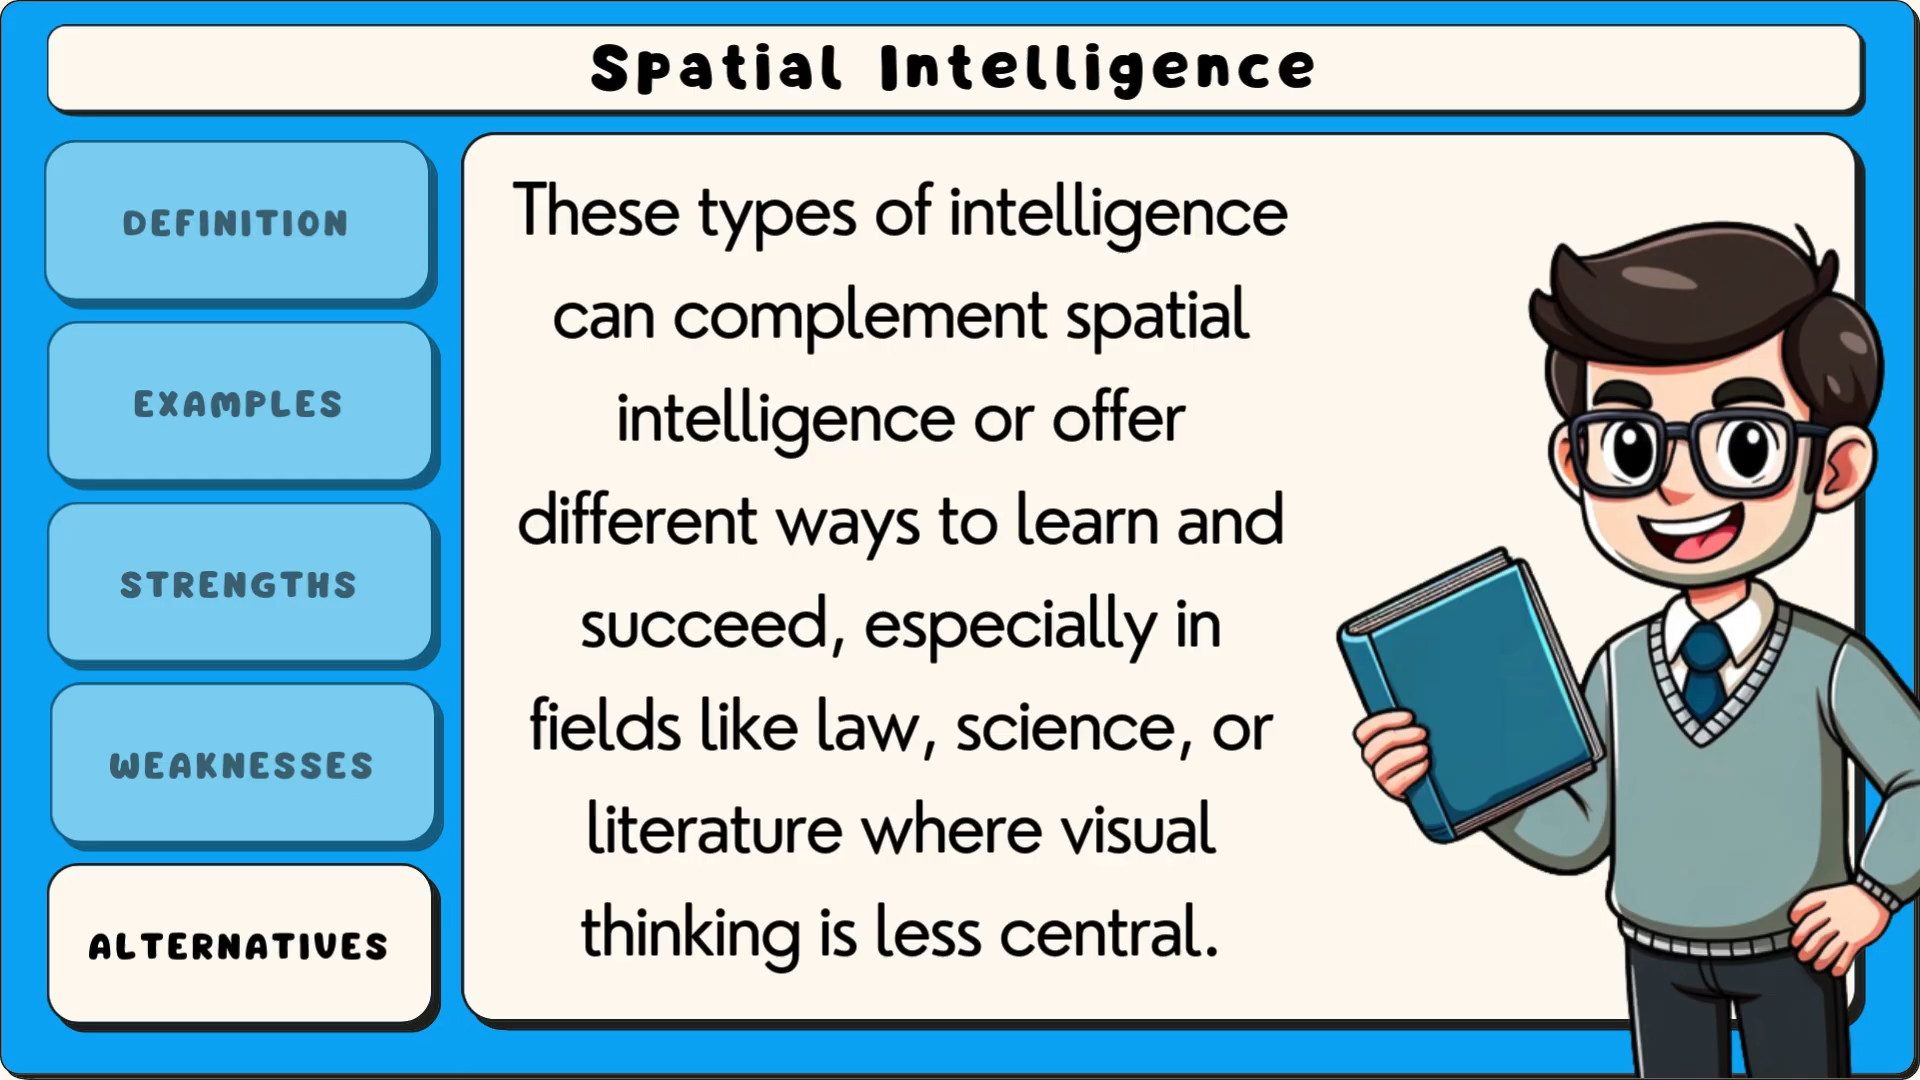 Spatial Intelligence
DEFINITION
EXAMPLES
STRENGTHS
WEAKNESSES
ALTERNATIVES
These types of intelligence
can complement spatial
intelligence or offer
different ways to learn and
succeed, especially in
fields like law, science, or
literature where visual
thinking is less central.